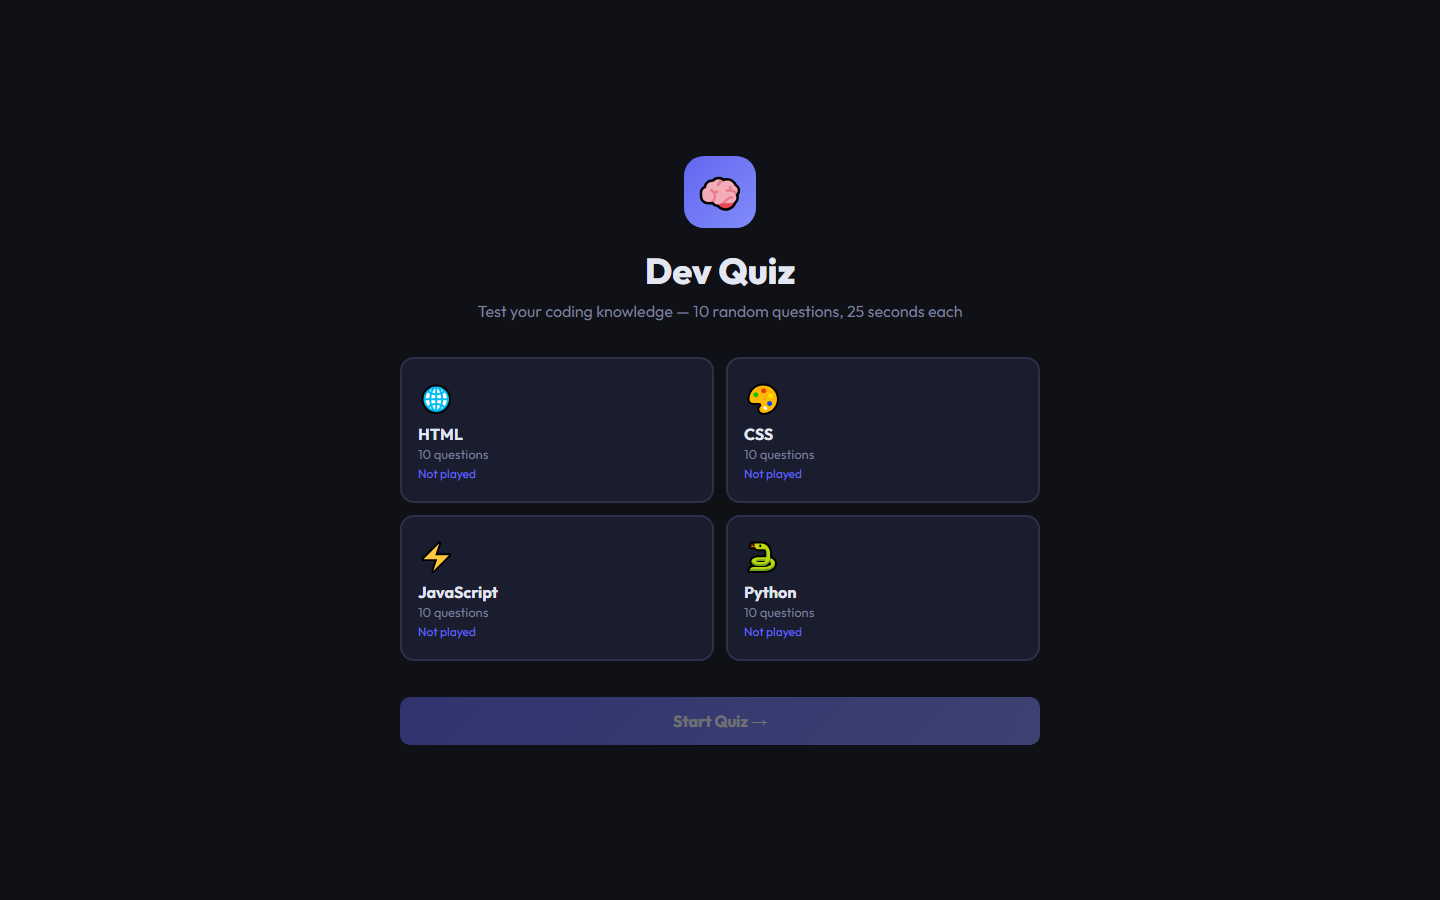 Dev Quiz
Test your coding knowledge — 10 random questions, 25 seconds each
HTML
10 questions
Not played
CSS
10 questions
Not played
JavaScript
10 questions
Not played
Python
10 questions
Not played
Start Quiz →